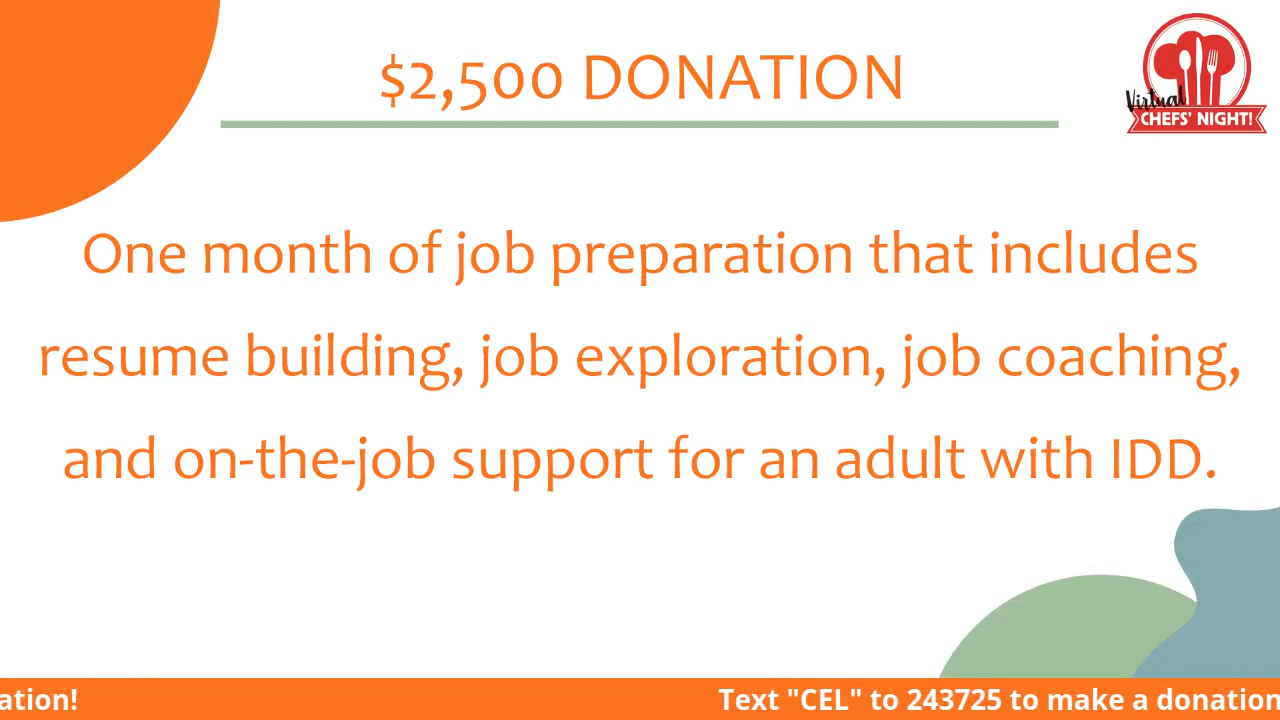 $2,500 DONATION
Virtual
CHEFS' NIGHT!
One month of job preparation that includes
resume building, job exploration, job coaching,
and on-the-job support for an adult with IDD.
ation!
Text "CEL" to 243725 to make a donation